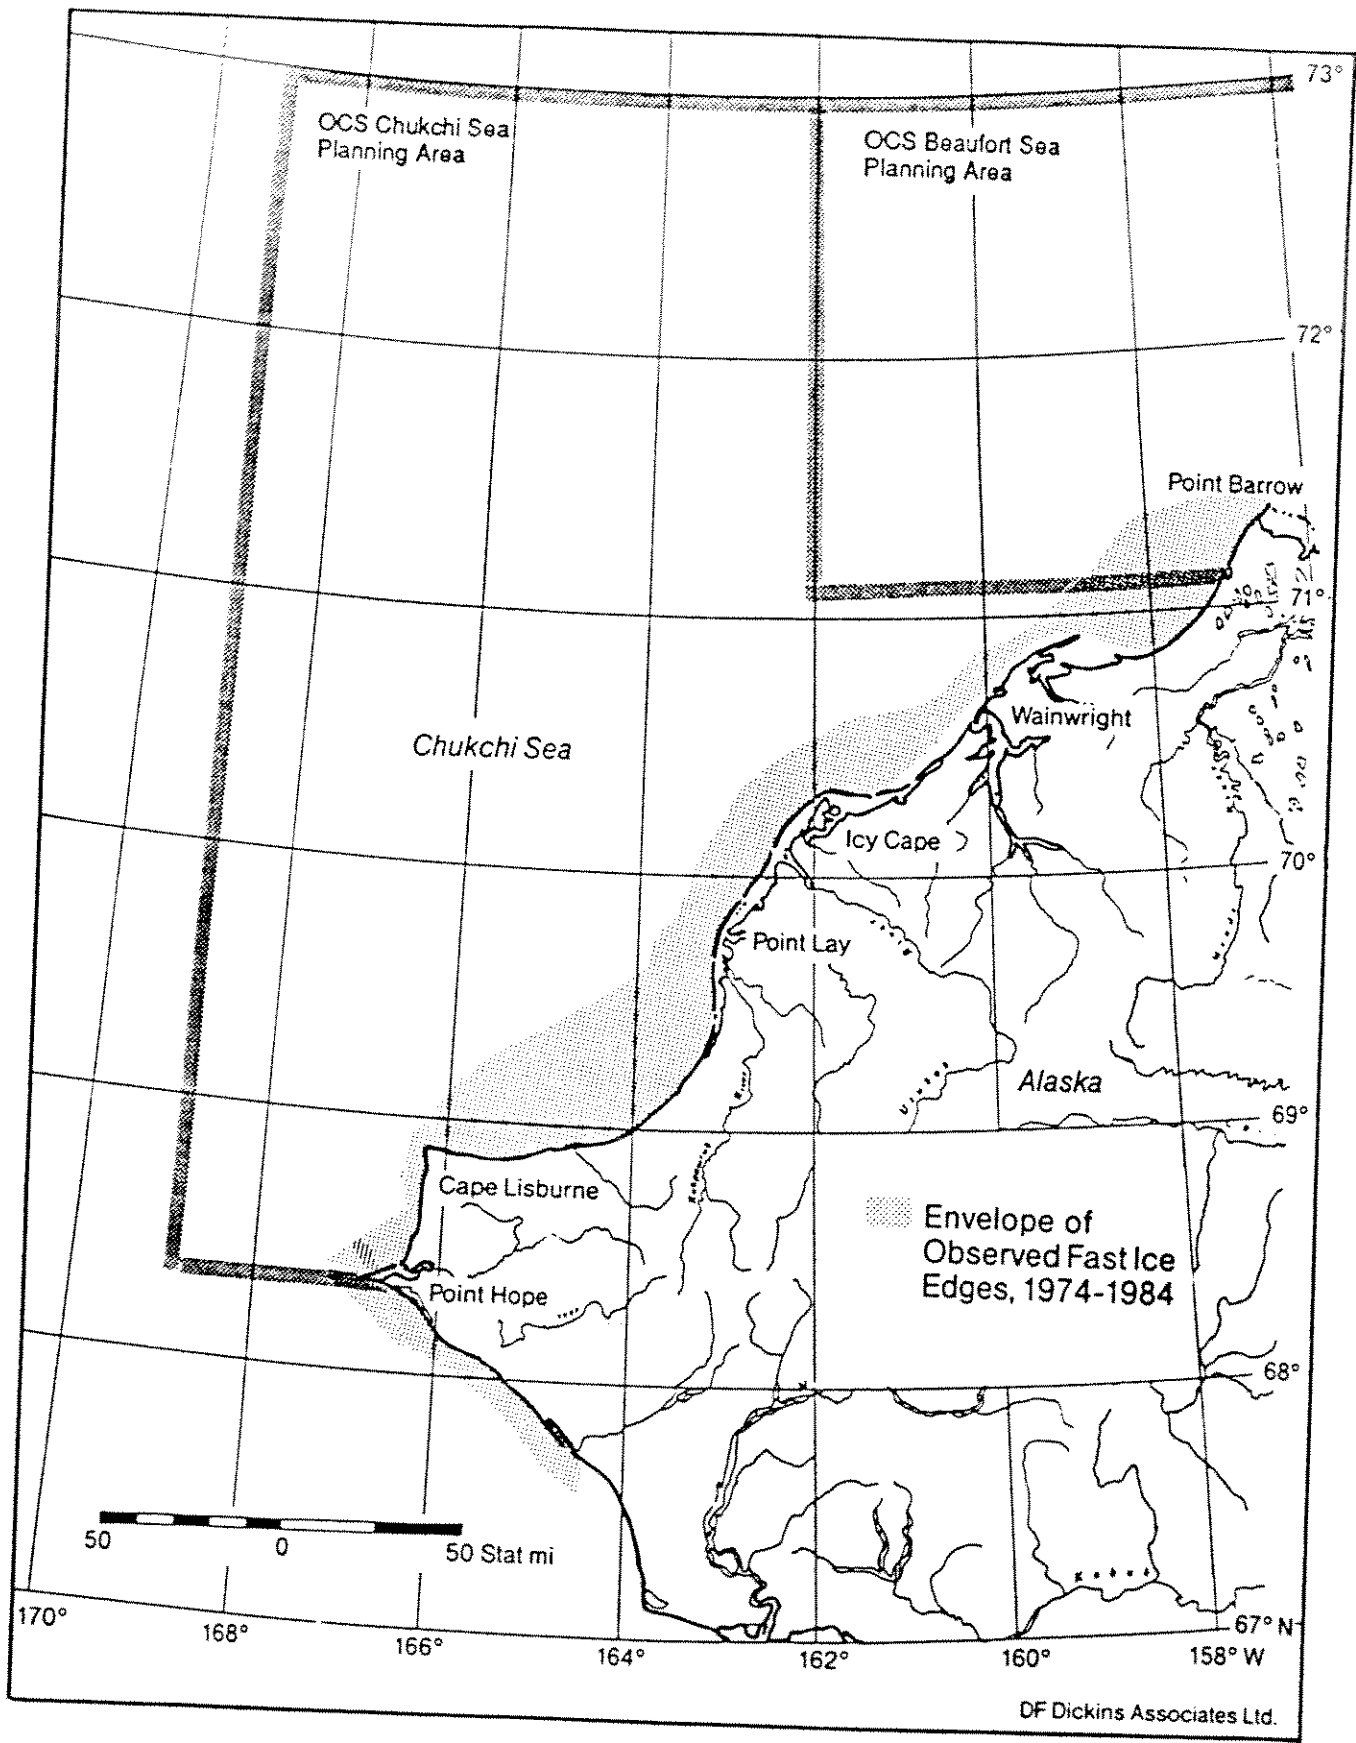 73°
OCS Chukchi Sea
Planning Area
OCS Beaufort Sea
Planning Area
72°
Point Barrow
71°
Wainwright
Chukchi Sea
Icy Cape
70°
Point Lay
Alaska
69°
Cape Lisburne
Envelope of
Observed Fast Ice
Edges, 1974-1984
Point Hope
68°
50 0 50 Stat mi
170° 168° 166° 164° 162° 160° 158° W
67° N
DF Dickins Associates Ltd.